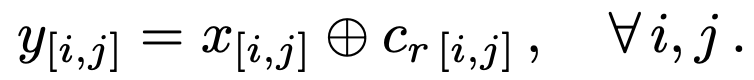 y_{[i,j]} = x_{[i,j]} ⊕ c_{r [i,j]} ,   ∀ i, j .